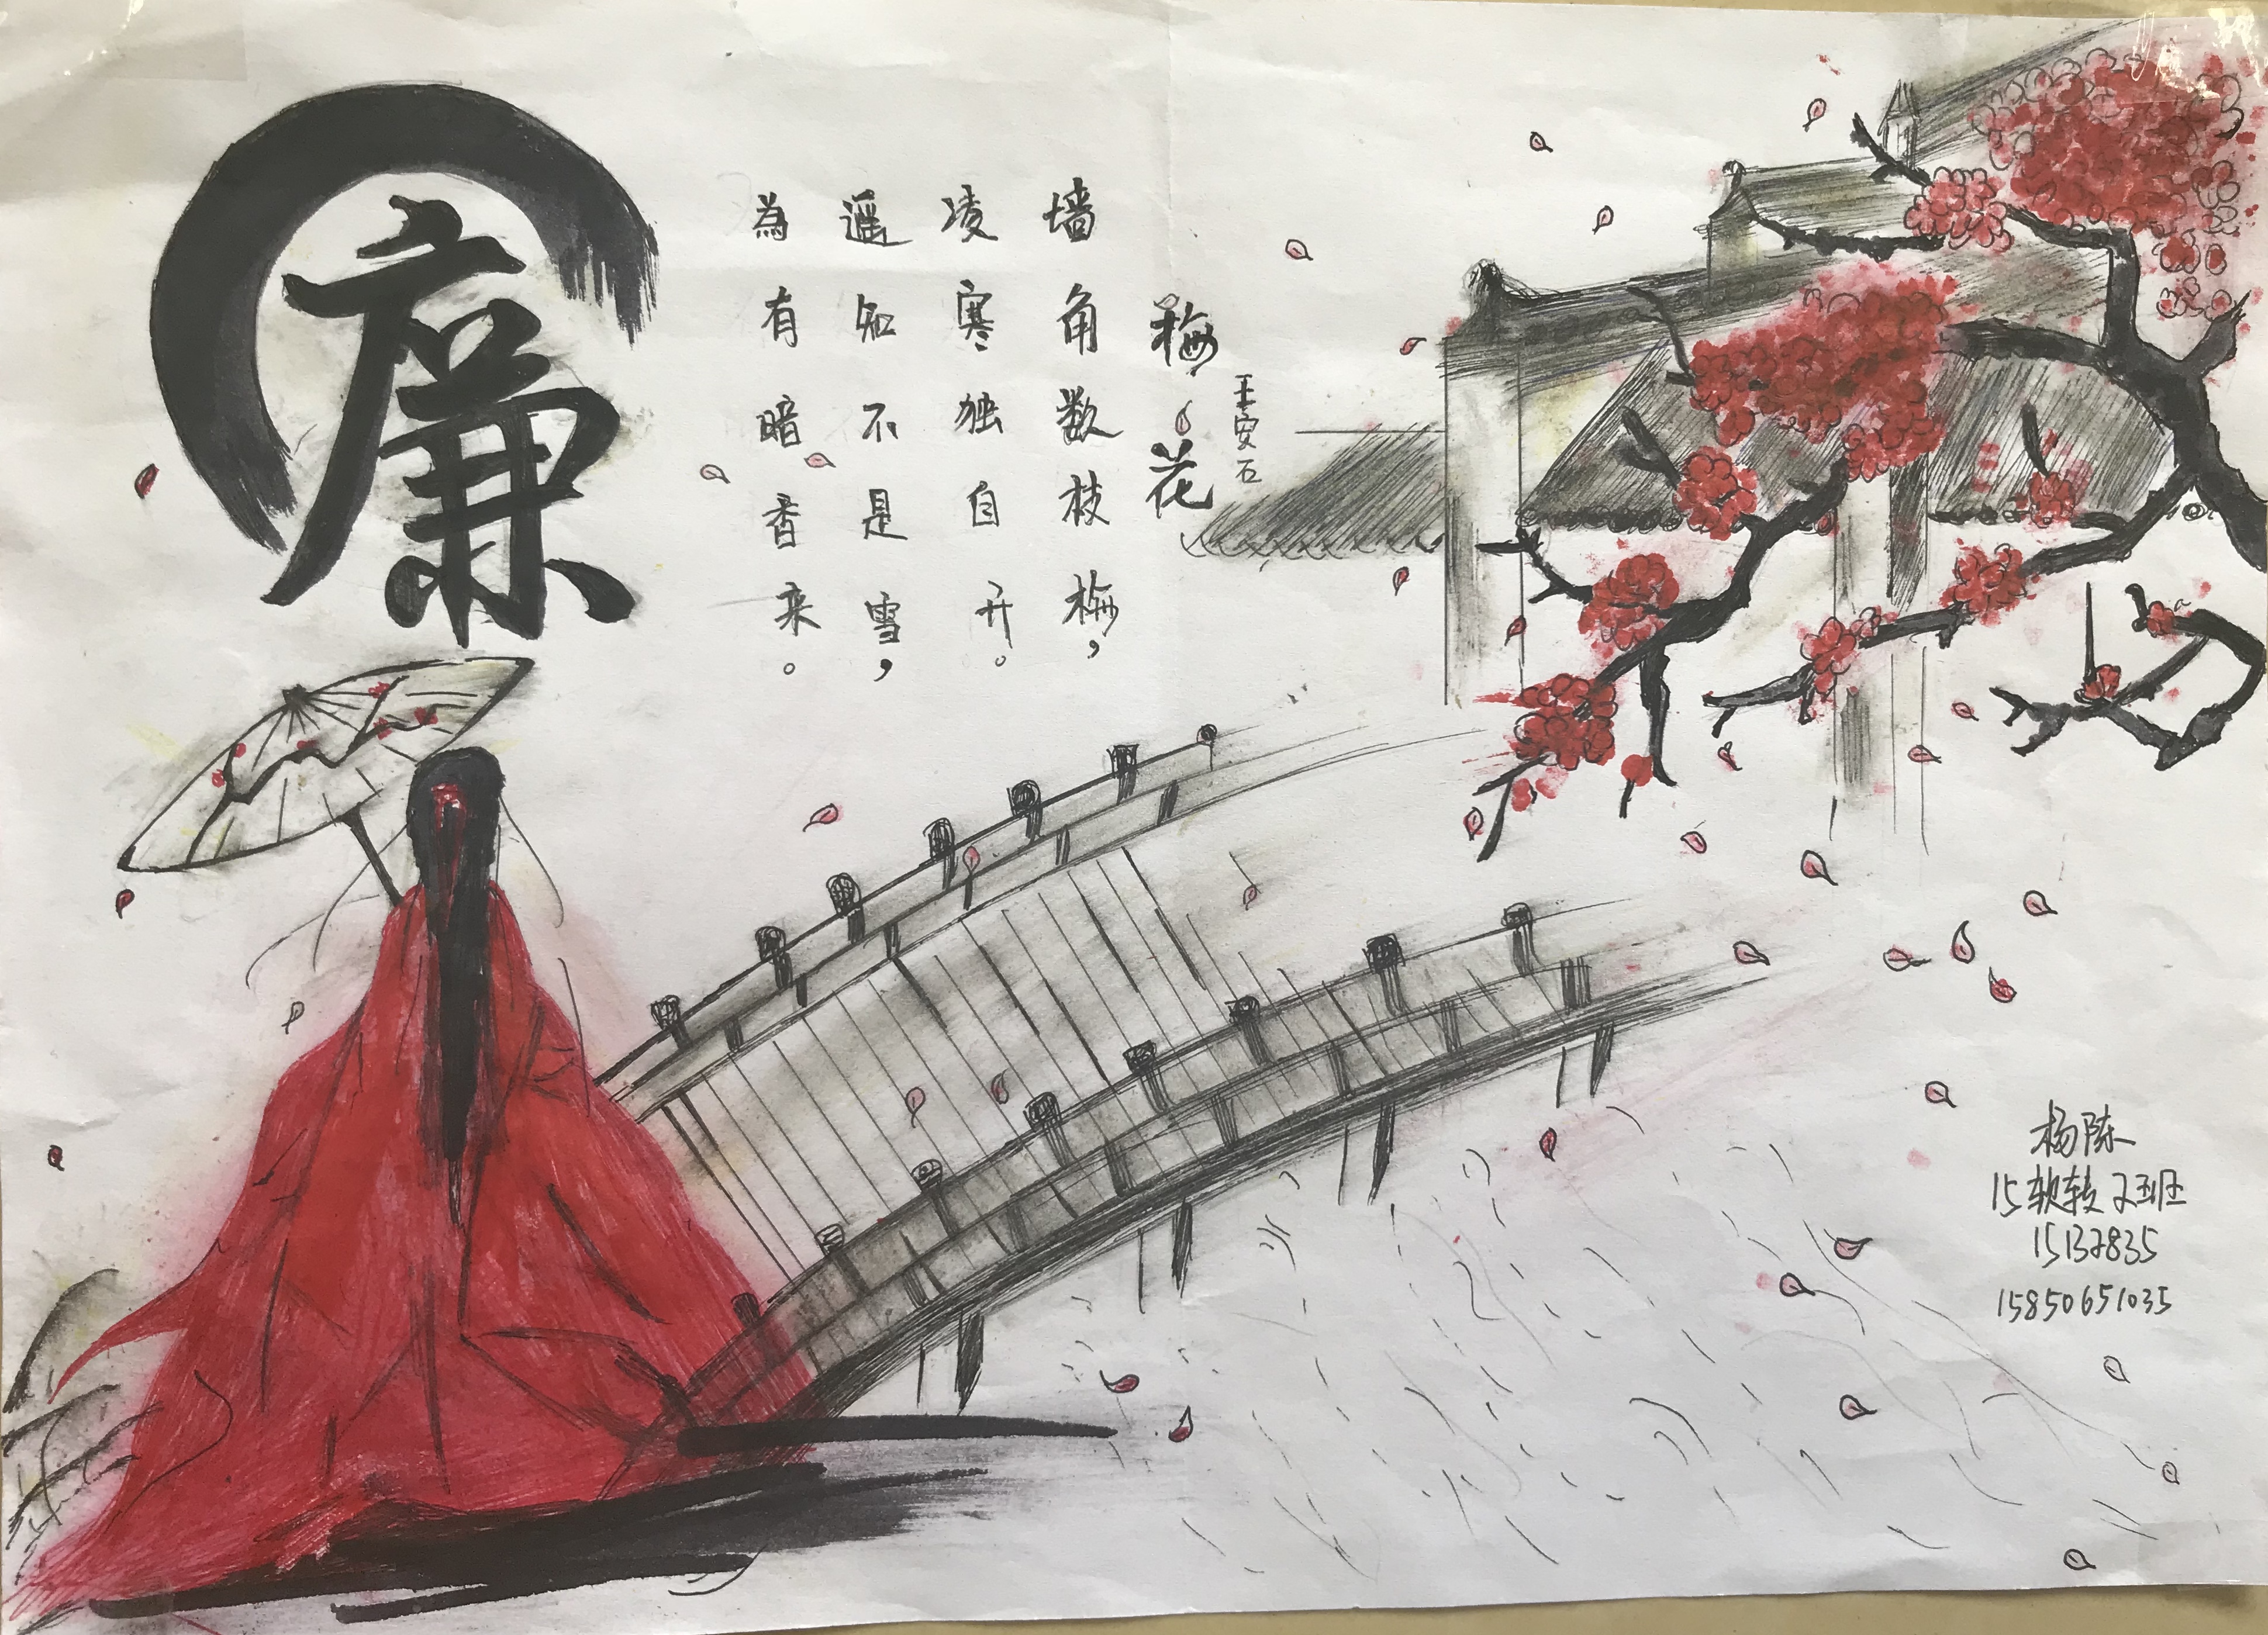 廉
梅花
王安石
墙角数枝梅，
凌寒独自开。
遥知不是雪，
為有暗香来。
杨陈
15软转2班
15132835
15850651035